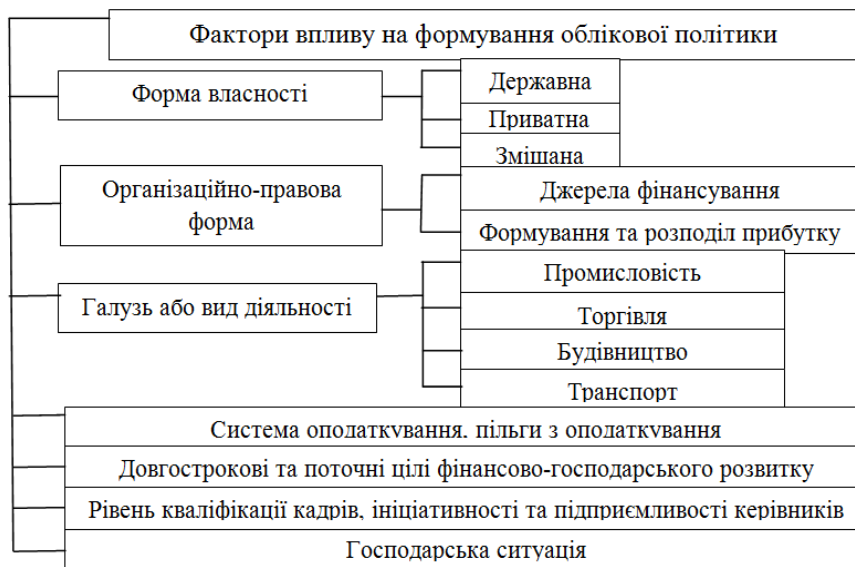 Фактори впливу на формування облікової політики
Форма власності
Державна
Приватна
Змішана
Організаційно-правова
форма
Джерела фінансування
Формування та розподіл прибутку
Галузь або вид діяльності
Промисловість
Торгівля
Будівництво
Транспорт
Система оподаткування, пільги з оподаткування
Довгострокові та поточні цілі фінансово-господарського розвитку
Рівень кваліфікації кадрів, ініціативності та підприємливості керівників
Господарська ситуація